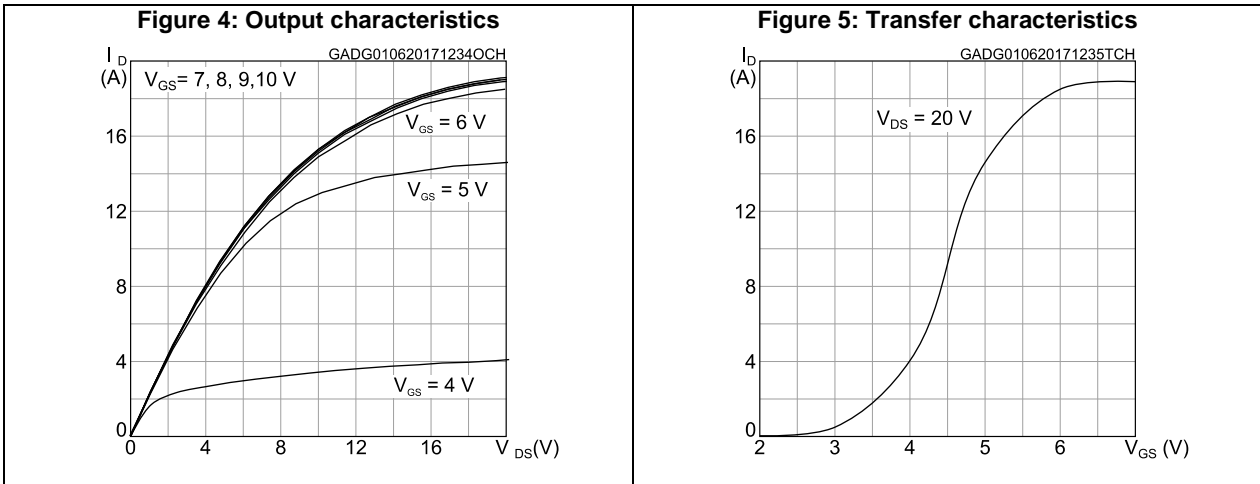 Figure 4: Output characteristics
GADG010620171234OCH
I D
(A)
VGS= 7, 8, 9,10 V
VGS = 6 V
VGS = 5 V
VGS = 4 V
16
12
8
4
0
0 4 8 12 16 V DS(V)
Figure 5: Transfer characteristics
GADG010620171235TCH
I D
(A)
VDS = 20 V
16
12
8
4
0
2 3 4 5 6 VGS (V)